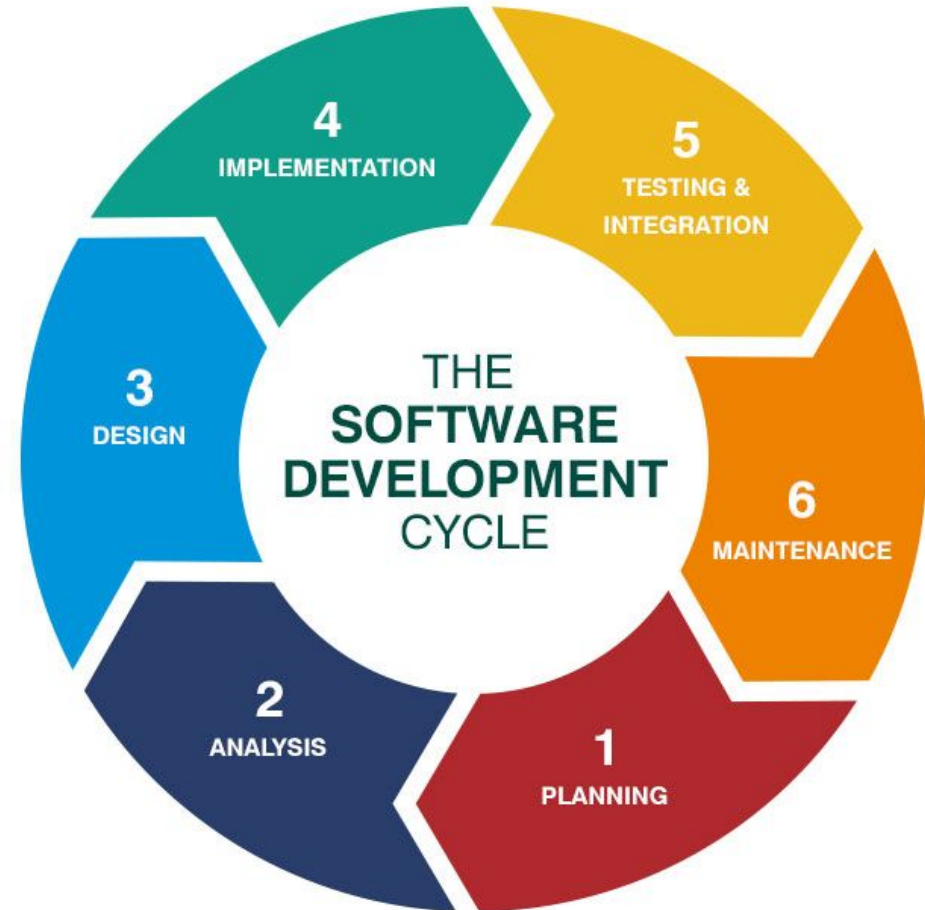 THE
SOFTWARE
DEVELOPMENT
CYCLE
1
PLANNING
2
ANALYSIS
3
DESIGN
4
IMPLEMENTATION
5
TESTING &
INTEGRATION
6
MAINTENANCE